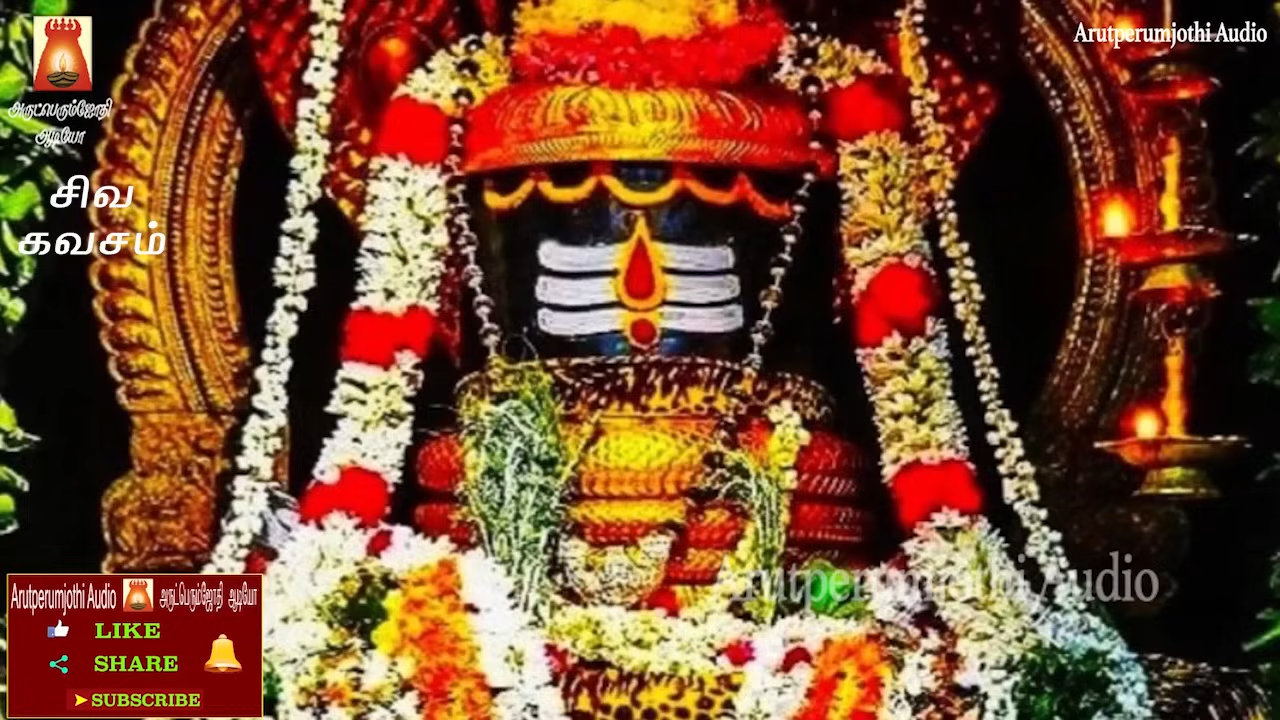 Arutperumjothi Audio
அருட்பெரும்ஜோதி
ஆடியோ
சிவ
கவசம்
Arutperumjothi Audio
Arutperumjothi Audio அருட்பெரும்ஜோதி ஆடியோ
LIKE
SHARE
SUBSCRIBE